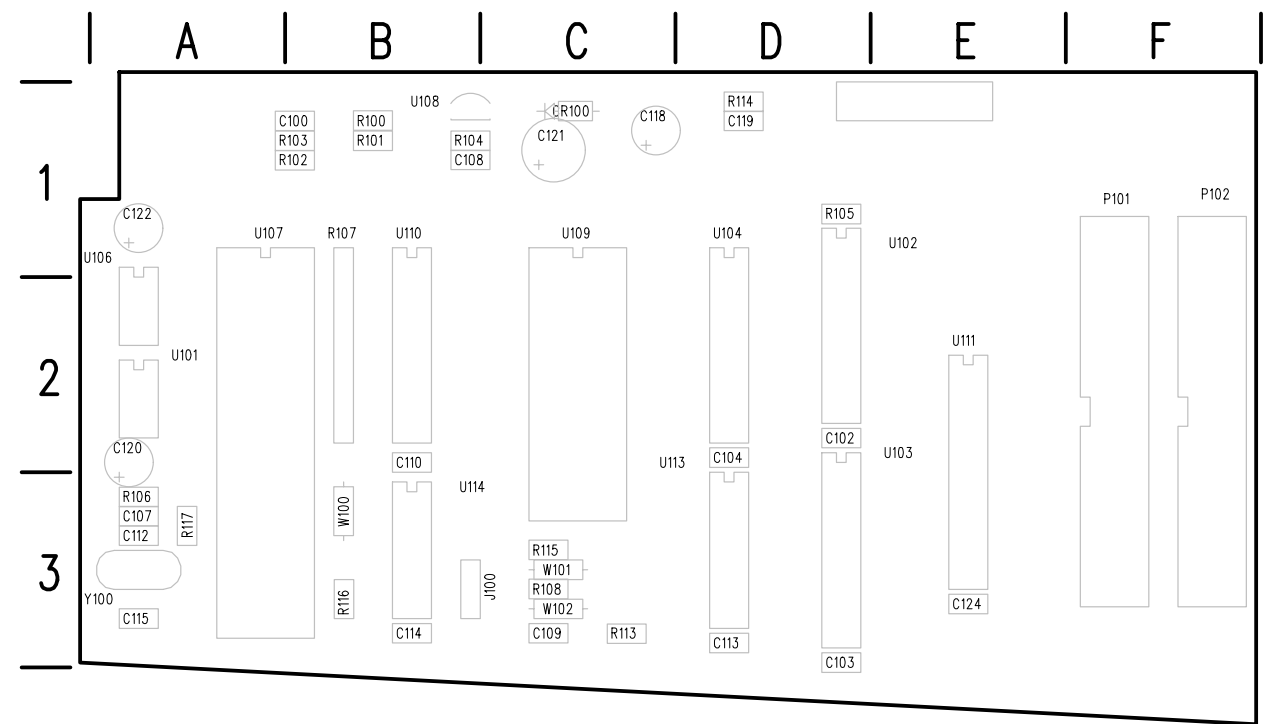 A B C D E F
1
2
3
U108
R114
C119
C100
R103
R102
R100
R101
R104
C108
CR100
C121
C118
C122
R105
P101
P102
U106
U107
R107
U110
U109
U104
U102
U101
U111
C120
C110
U113
C104
C102
U103
R106
C107
C112
R117
W100
U114
R115
W101
R108
W102
J100
Y100
C115
R116
C114
C109
R113
C113
C124
C103